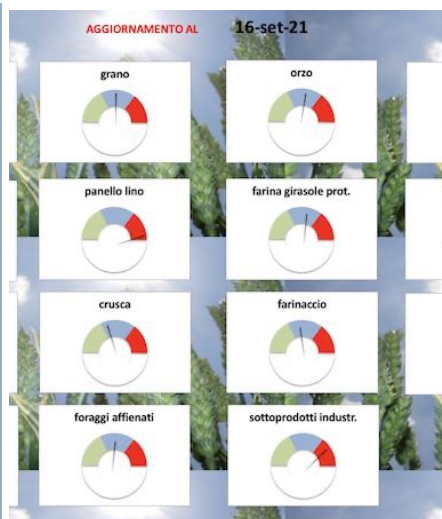 AGGIORNAMENTO AL 16-set-21
grano
orzo
panello lino
farina girasole prot.
crusca
farinaccio
foraggi affienati
sottoprodotti industr.